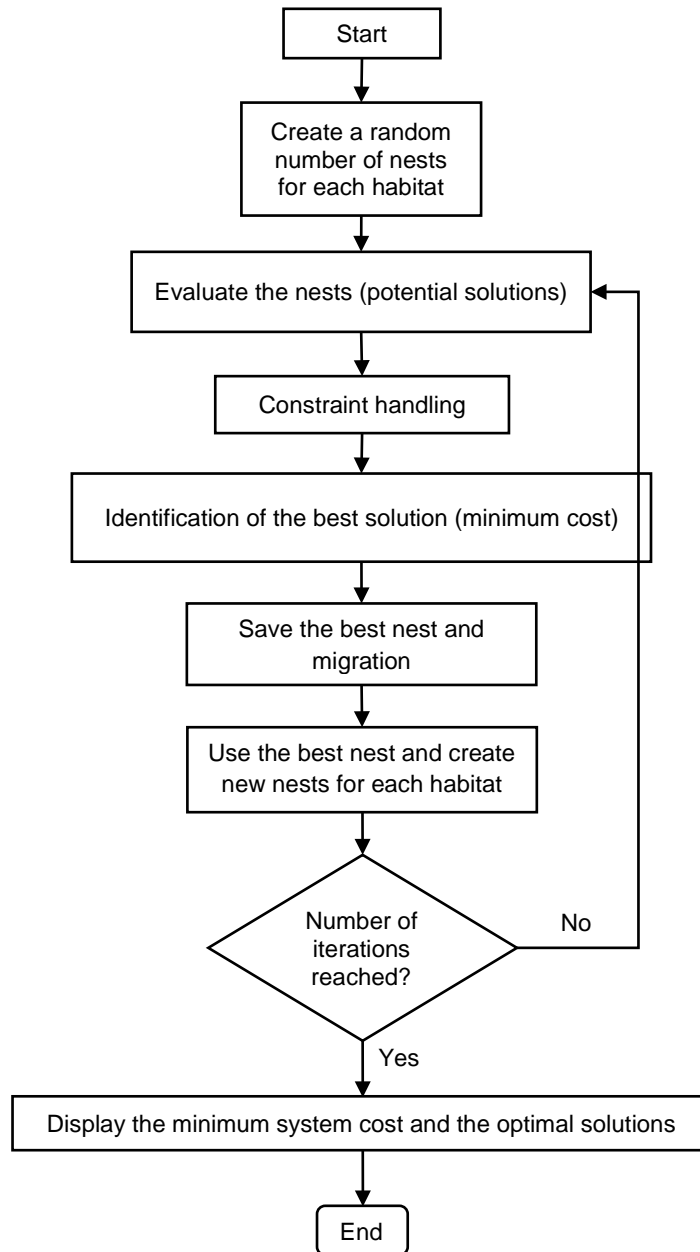 Start
Create a random
number of nests
for each habitat
Evaluate the nests (potential solutions)
Constraint handling
Identification of the best solution (minimum cost)
Save the best nest and
migration
Use the best nest and create
new nests for each habitat
Number of
iterations
reached?
No
Yes
Display the minimum system cost and the optimal solutions
End